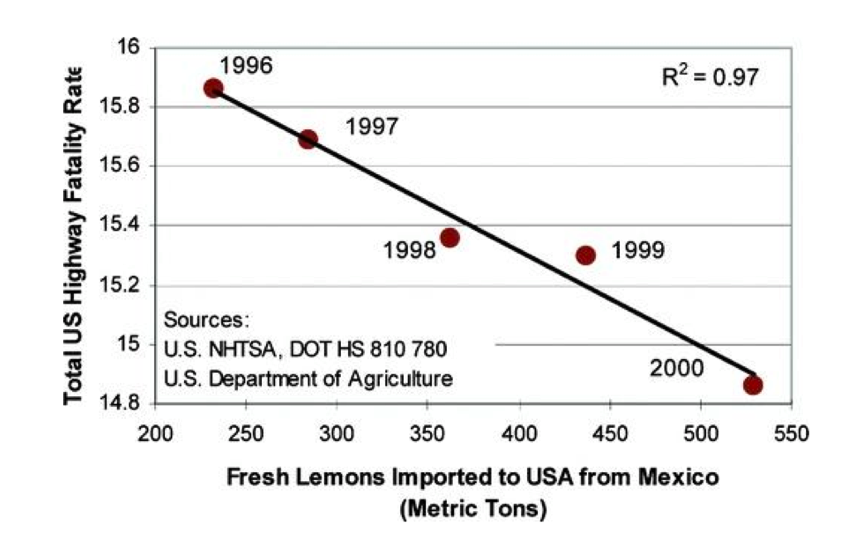 Total US Highway Fatality Rate
16
15.8
15.6
15.4
15.2
15
14.8
1996
1997
1998
1999
2000
R² = 0.97
Sources:
U.S. NHTSA, DOT HS 810 780
U.S. Department of Agriculture
200 250 300 350 400 450 500 550
Fresh Lemons Imported to USA from Mexico
(Metric Tons)